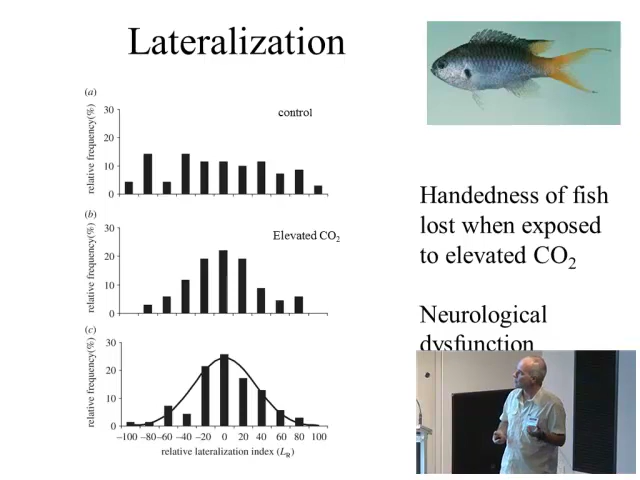 Lateralization
(a)
control
relative frequency(%)
30
20
10
0
(b)
Elevated CO2
relative frequency(%)
30
20
10
0
(c)
relative frequency(%)
30
20
10
0
-100 -80 -60 -40 -20 0 20 40 60 80 100
relative lateralization index (LR)
Handedness of fish
lost when exposed
to elevated CO2
Neurological
dysfunction